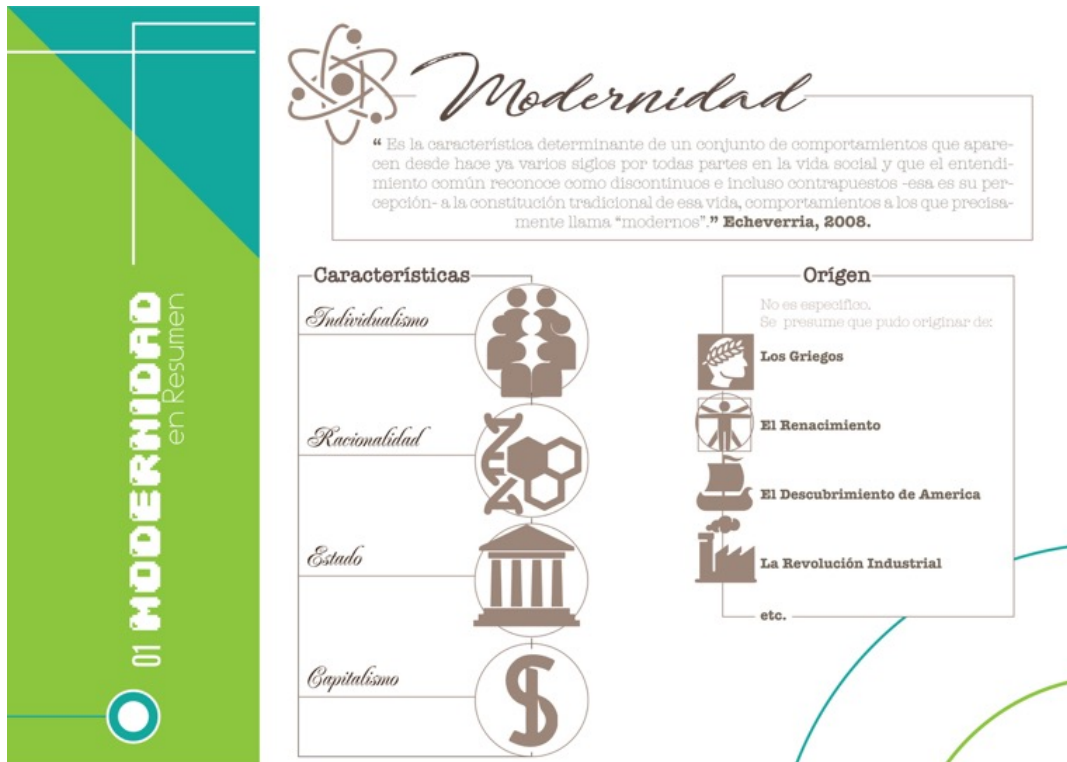 01 MODERNIDAD
en Resumen
Modernidad
“ Es la característica determinante de un conjunto de comportamientos que apare-
cen desde hace ya varios siglos por todas partes en la vida social y que el entendi-
miento común reconoce como discontinuos e incluso contrapuestos -esa es su per-
cepción- a la constitución tradicional de esa vida, comportamientos a los que precisa-
mente llama “modernos”.” Echeverria, 2008.
Características
Individualismo
Racionalidad
Estado
Capitalismo
Orígen
No es especifico.
Se presume que pudo originar de:
Los Griegos
El Renacimiento
El Descubrimiento de America
La Revolución Industrial
etc.